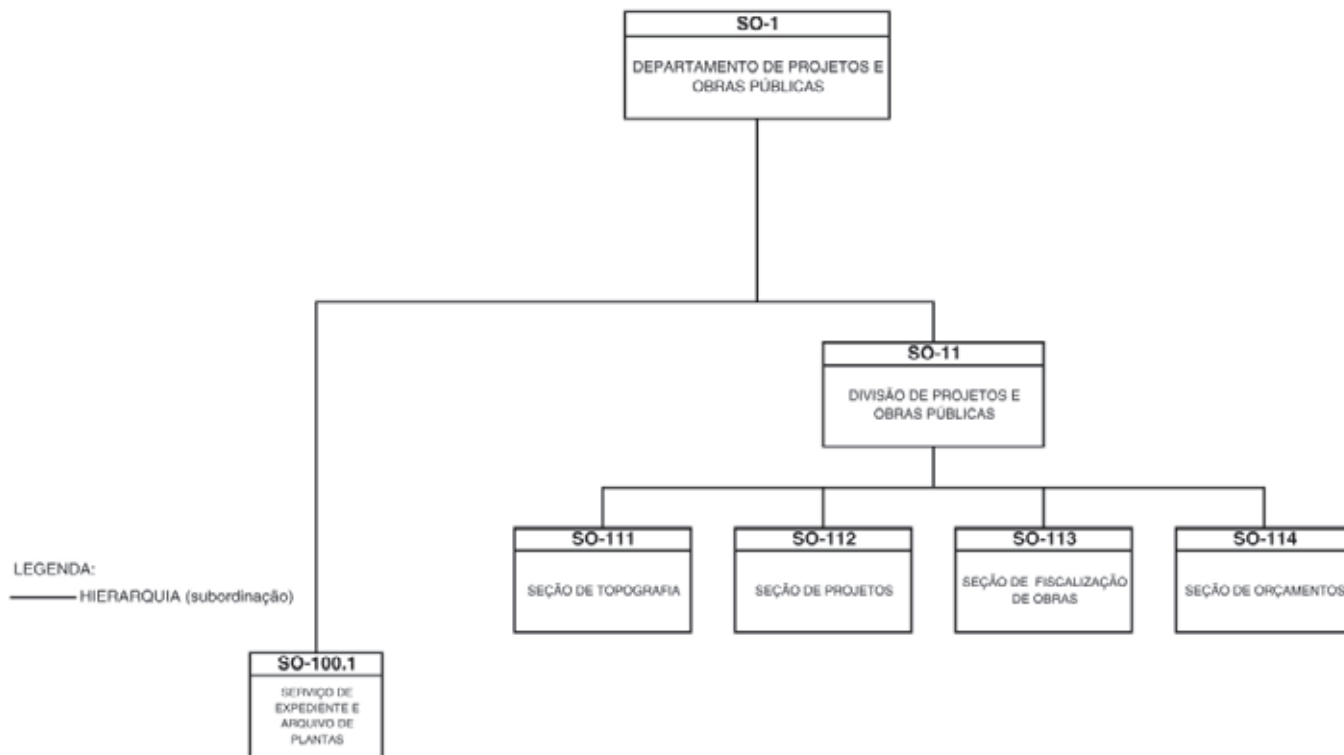 SO-1
DEPARTAMENTO DE PROJETOS E
OBRAS PÚBLICAS
SO-11
DIVISÃO DE PROJETOS E
OBRAS PÚBLICAS
SO-111
SEÇÃO DE TOPOGRAFIA
SO-112
SEÇÃO DE PROJETOS
SO-113
SEÇÃO DE FISCALIZAÇÃO
DE OBRAS
SO-114
SEÇÃO DE ORÇAMENTOS
LEGENDA:
HIERARQUIA (subordinação)
SO-100.1
SERVIÇO DE
EXPEDIENTE E
ARQUIVO DE
PLANTAS